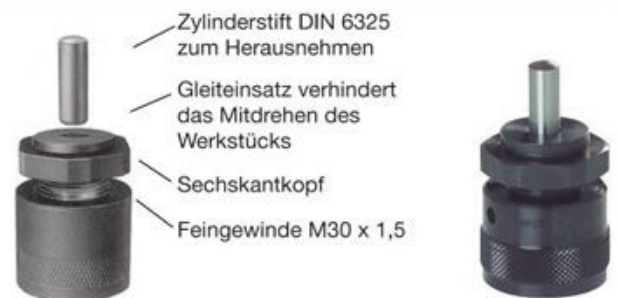 Zylinderstift DIN 6325
zum Herausnehmen
Gleiteinsatz verhindert
das Mitdrehen des
Werkstücks
Sechskantkopf
Feingewinde M30 x 1,5